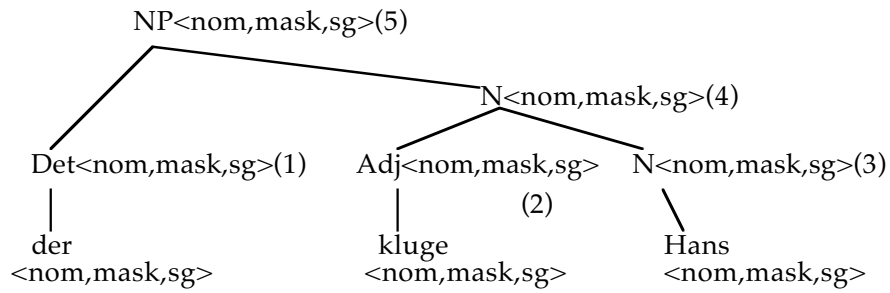 NP<nom,mask,sg>(5)
N<nom,mask,sg>(4)
Det<nom,mask,sg>(1) Adj<nom,mask,sg> N<nom,mask,sg>(3)
(2)
der kluge Hans
<nom,mask,sg> <nom,mask,sg> <nom,mask,sg>